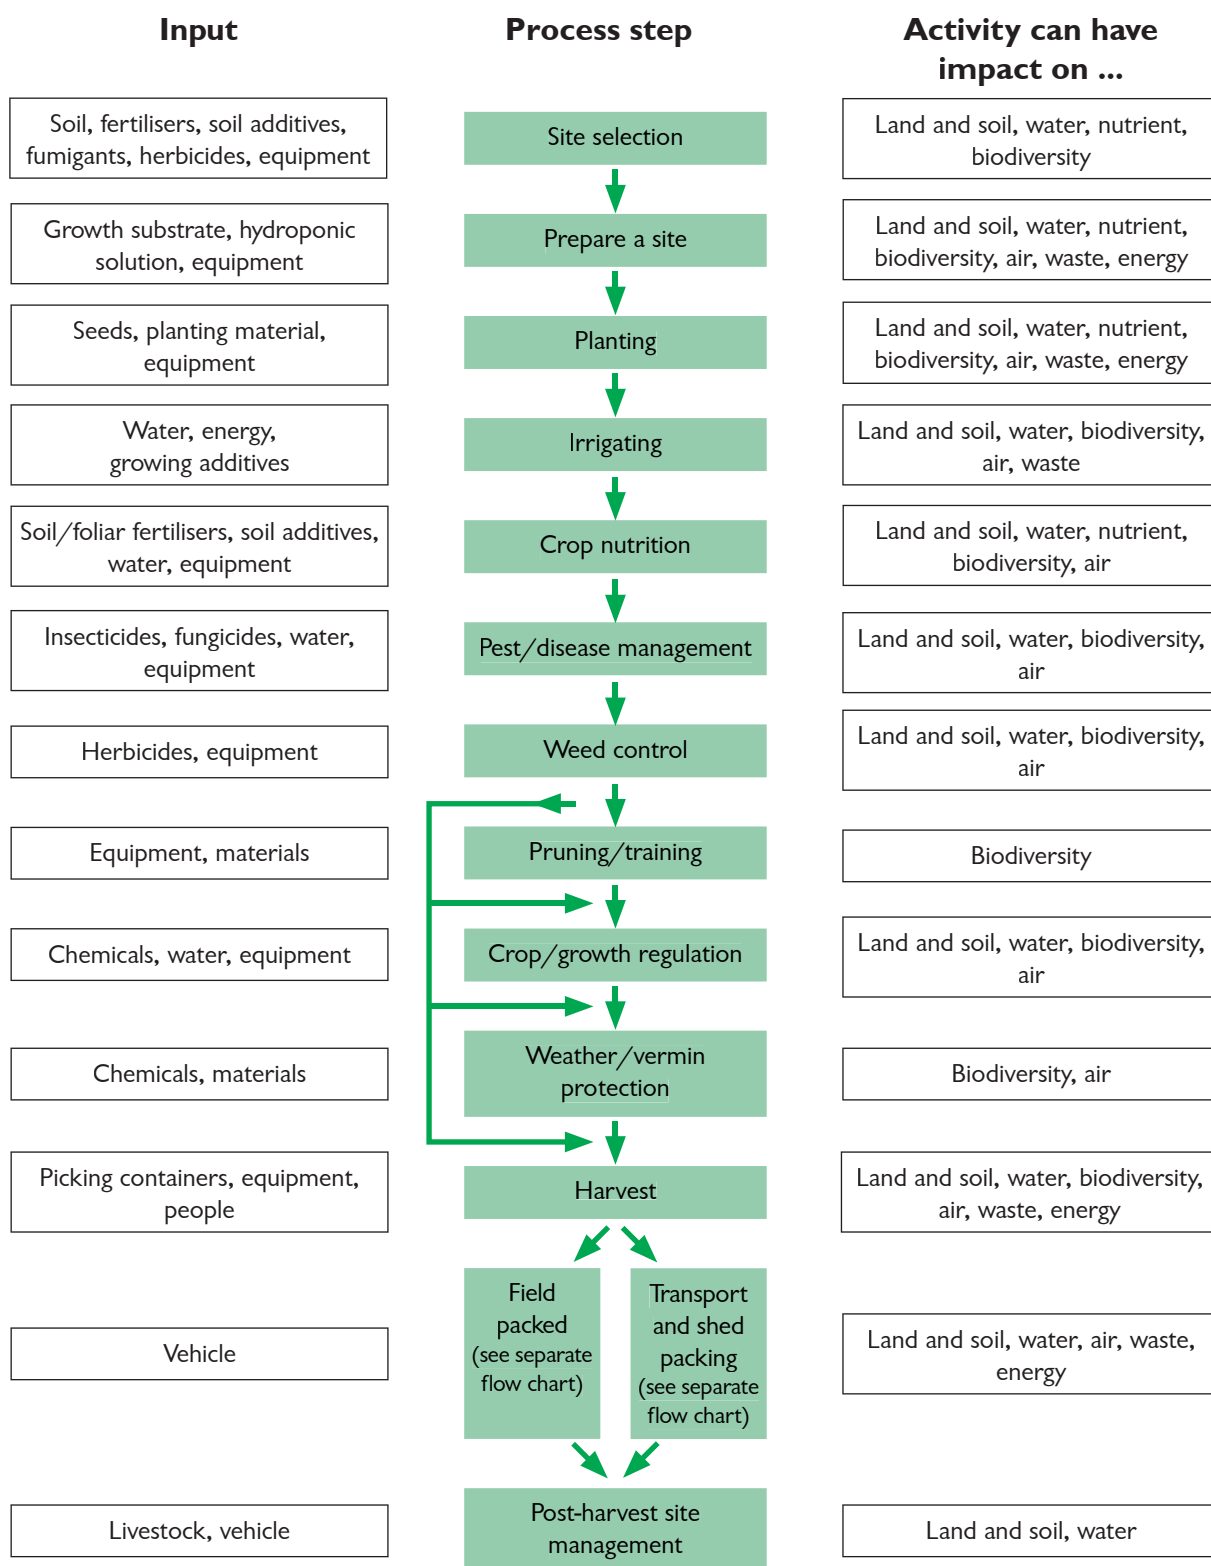 Input
Process step
Activity can have
impact on ...
Soil, fertilisers, soil additives,
fumigants, herbicides, equipment
Site selection
Land and soil, water, nutrient,
biodiversity
Growth substrate, hydroponic
solution, equipment
Prepare a site
Land and soil, water, nutrient,
biodiversity, air, waste, energy
Seeds, planting material,
equipment
Planting
Land and soil, water, nutrient,
biodiversity, air, waste, energy
Water, energy,
growing additives
Irrigating
Land and soil, water, biodiversity,
air, waste
Soil/foliar fertilisers, soil additives,
water, equipment
Crop nutrition
Land and soil, water, nutrient,
biodiversity, air
Insecticides, fungicides, water,
equipment
Pest/disease management
Land and soil, water, biodiversity,
air
Herbicides, equipment
Weed control
Land and soil, water, biodiversity,
air
Equipment, materials
Pruning/training
Biodiversity
Chemicals, water, equipment
Crop/growth regulation
Land and soil, water, biodiversity,
air
Chemicals, materials
Weather/vermin
protection
Biodiversity, air
Picking containers, equipment,
people
Harvest
Land and soil, water, biodiversity,
air, waste, energy
Vehicle
Field
packed
(see separate
flow chart)
Transport
and shed
packing
(see separate
flow chart)
Land and soil, water, air, waste,
energy
Livestock, vehicle
Post-harvest site
management
Land and soil, water